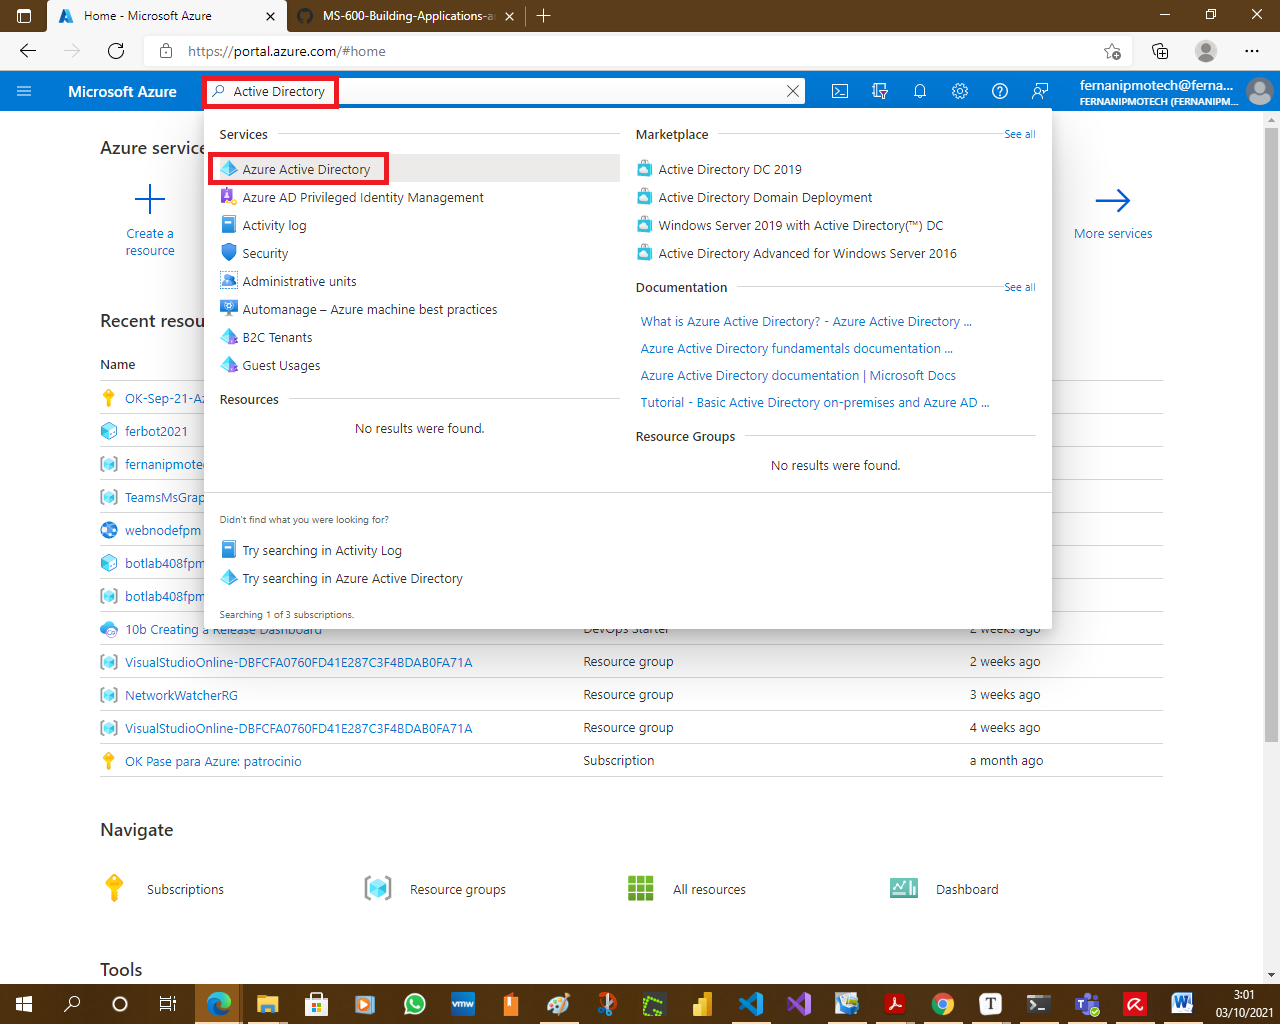 Home - Microsoft Azure
MS-600-Building-Applications-a
https://portal.azure.com/#home
Microsoft Azure
Active Directory
fernanipmotech@ferna...
FERNANIPMOTECH (FERNANIPM...
Azure service
Create a
resource
More services
Services
Azure Active Directory
Azure AD Privileged Identity Management
Activity log
Security
Administrative units
Automanage – Azure machine best practices
B2C Tenants
Guest Usages
Resources
No results were found.
Marketplace
See all
Active Directory DC 2019
Active Directory Domain Deployment
Windows Server 2019 with Active Directory(™) DC
Active Directory Advanced for Windows Server 2016
Documentation
See all
What is Azure Active Directory? - Azure Active Directory ...
Azure Active Directory fundamentals documentation ...
Azure Active Directory documentation | Microsoft Docs
Tutorial - Basic Active Directory on-premises and Azure AD ...
Resource Groups
No results were found.
Didn't find what you were looking for?
Try searching in Activity Log
Try searching in Azure Active Directory
Searching 1 of 3 subscriptions.
Recent resou
Name
OK-Sep-21-Az
ferbot2021
fernanipmote
TeamsMsGrap
webnodefpm
botlab408fpm
botlab408fpm
10b Creating a Release Dashboard DevOps Starter 2 weeks ago
VisualStudioOnline-DBFCFA0760FD41E287C3F4BDAB0FA71A Resource group 2 weeks ago
NetworkWatcherRG Resource group 3 weeks ago
VisualStudioOnline-DBFCFA0760FD41E287C3F4BDAB0FA71A Resource group 4 weeks ago
OK Pase para Azure: patrocinio Subscription a month ago
Navigate
Subscriptions
Resource groups
All resources
Dashboard
Tools
vmw
T
3:01
03/10/2021